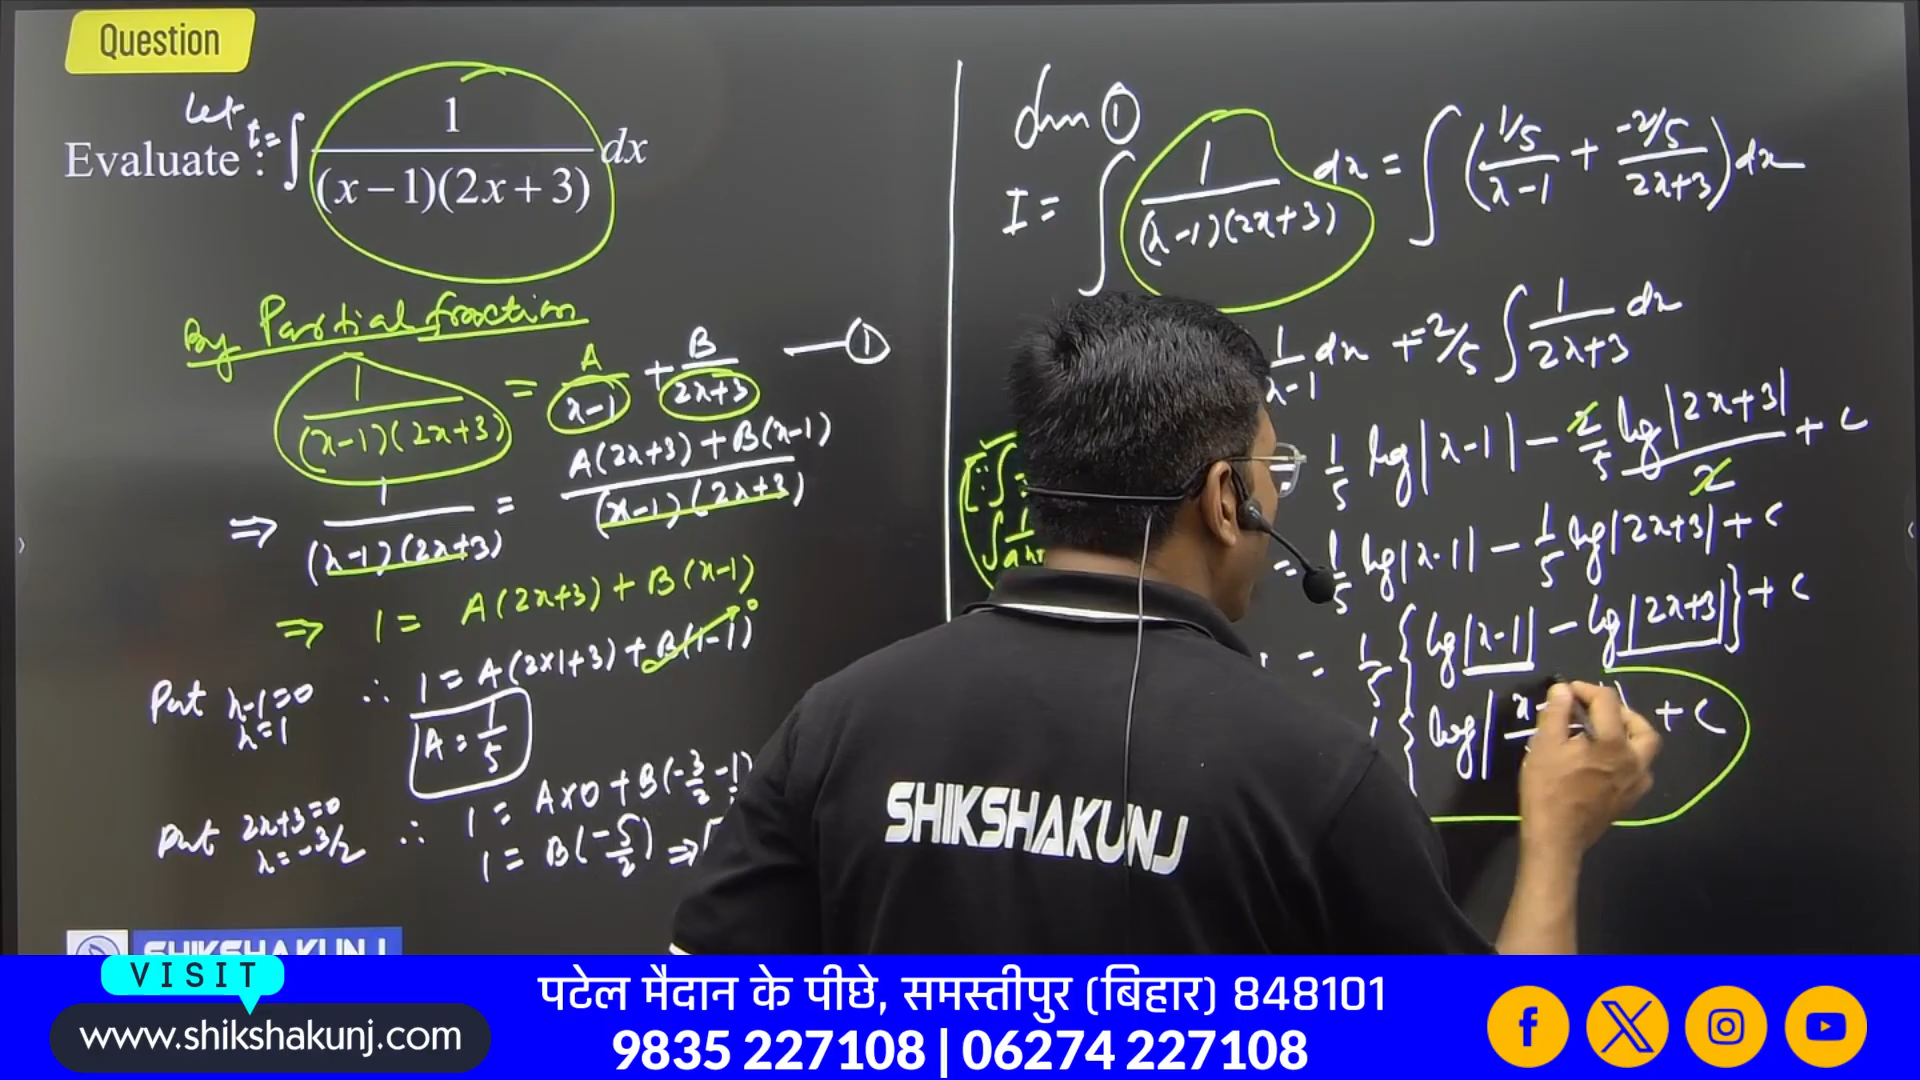 Question
Let
Evaluate : I = ∫ 1/((x−1)(2x+3)) dx
By Partial fraction
1/((x−1)(2x+3)) = A/(x−1) + B/(2x+3) —①
⇒ 1/((x−1)(2x+3)) = (A(2x+3) + B(x−1))/((x−1)(2x+3))
⇒ 1 = A(2x+3) + B(x−1)
Put x−1=0 ∴ 1 = A(2×1+3) + B(1−1) 0
x=1
A = 1/5
Put 2x+3=0 ∴ 1 = A×0 + B(−3/2 −1)
x=−3/2
1 = B(−5/2) ⇒
①
I = ∫ 1/((x−1)(2x+3)) dx = ∫ ((1/5)/(x−1) + (−2/5)/(2x+3)) dx
1/(x−1) dx + −2/5 ∫ 1/(2x+3) dx
= 1/5 log|x−1| − 2/5 log|2x+3|/2 + C
= 1/5 log|x−1| − 1/5 log|2x+3| + C
= 1/5 {log|x−1| − log|2x+3|} + C
{log|x + C
SHIKSHAKUNJ
SHIKSHAKUNJ
VISIT
www.shikshakunj.com
पटेल मैदान के पीछे, समस्तीपुर (बिहार) 848101
9835 227108 | 06274 227108